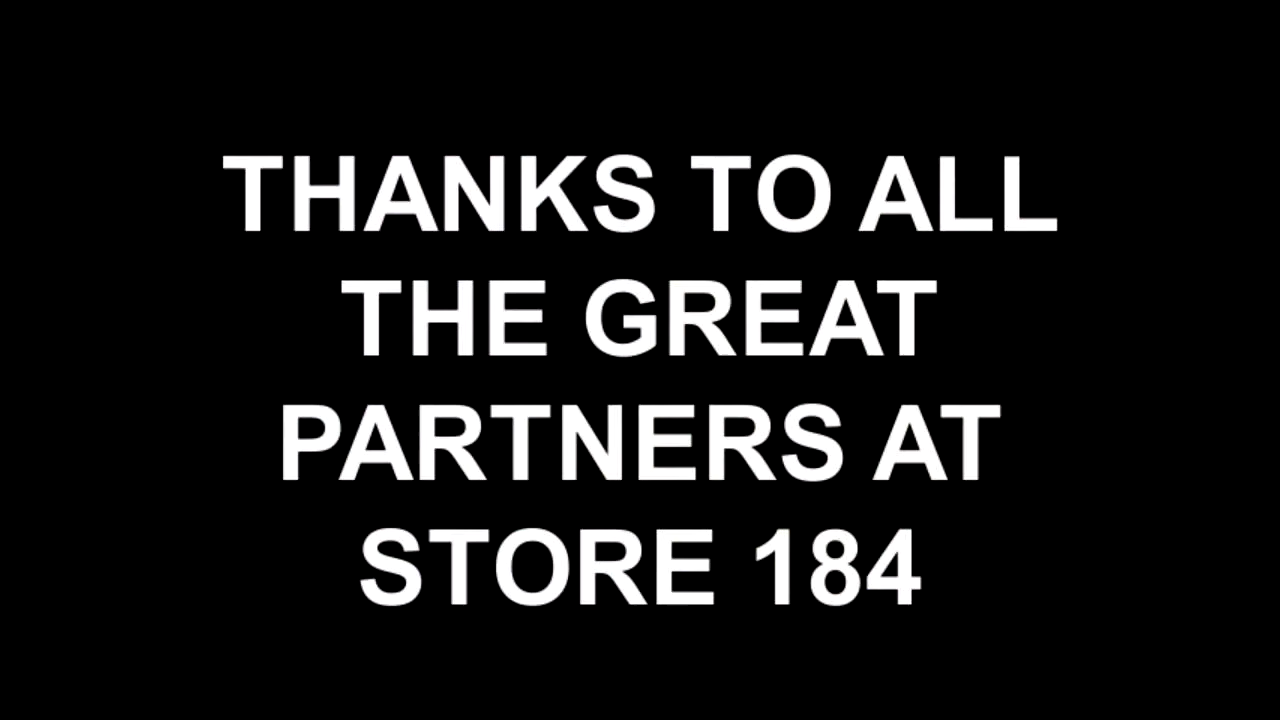 THANKS TO ALL
THE GREAT
PARTNERS AT
STORE 184